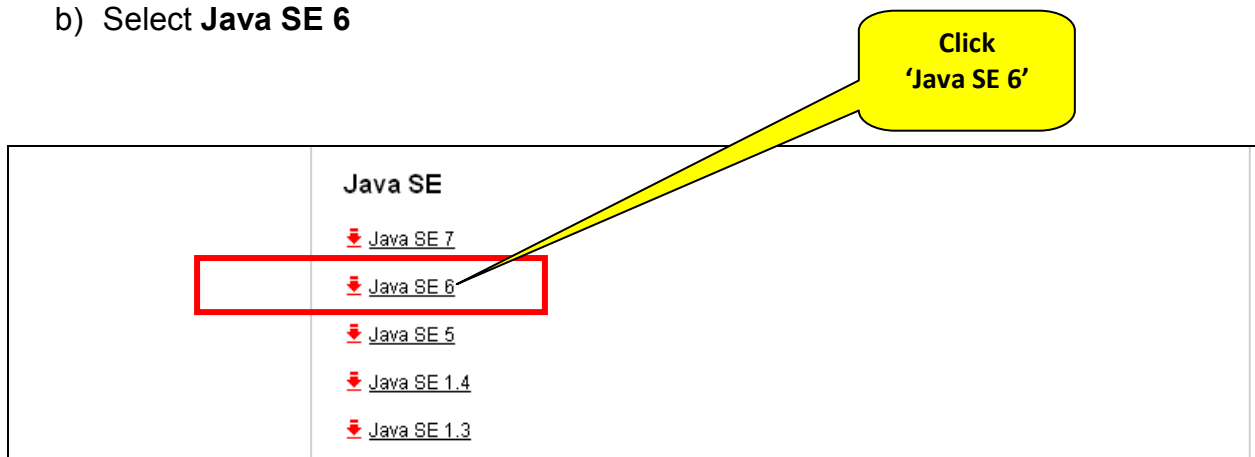 b) Select Java SE 6
Click
‘Java SE 6’
Java SE
Java SE 7
Java SE 6
Java SE 5
Java SE 1.4
Java SE 1.3